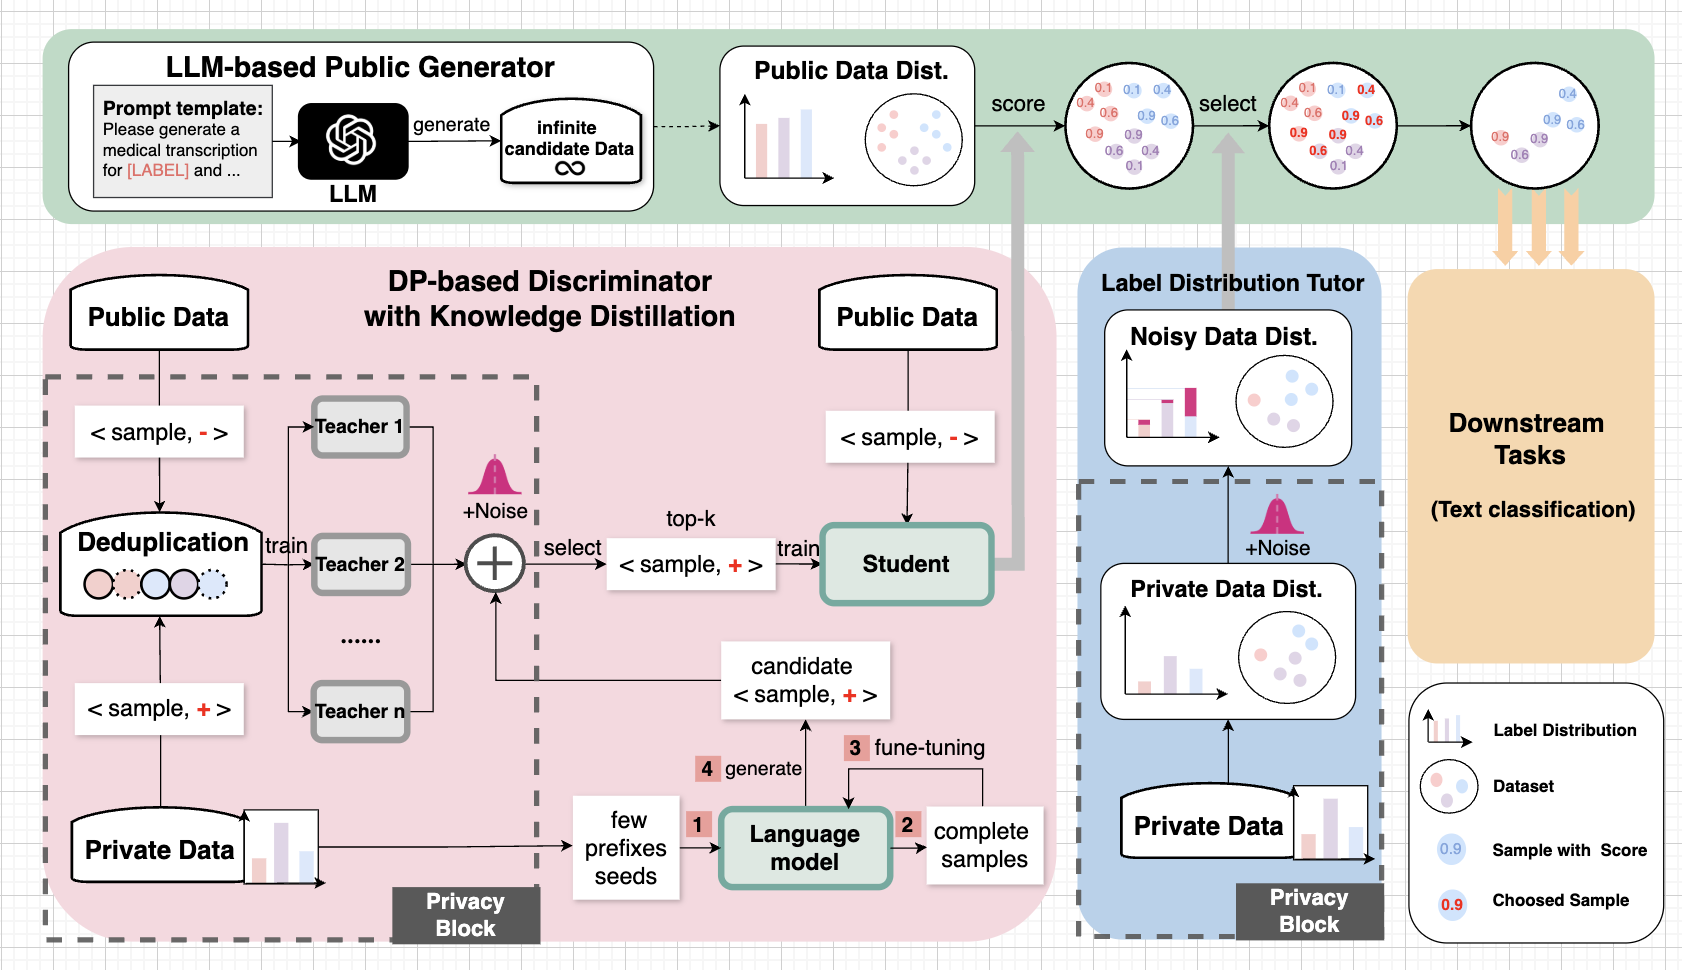 LLM-based Public Generator
Prompt template:
Please generate a
medical transcription
for [LABEL] and ...
LLM
generate
infinite
candidate Data
∞
Public Data Dist.
score
0.1
0.1
0.4
0.4
0.6
0.9
0.6
0.9
0.9
0.6
0.4
0.1
select
0.1
0.1
0.4
0.4
0.6
0.9
0.6
0.9
0.9
0.6
0.4
0.1
0.4
0.9
0.6
0.9
0.9
0.6
DP-based Discriminator
with Knowledge Distillation
Public Data
< sample, - >
Deduplication
< sample, + >
Private Data
train
Teacher 1
Teacher 2
......
Teacher n
+Noise
select
top-k
< sample, + >
train
Public Data
< sample, - >
Student
candidate
< sample, + >
4 generate
3 fune-tuning
few
prefixes
seeds
1
Language
model
2
complete
samples
Privacy
Block
Label Distribution Tutor
Noisy Data Dist.
+Noise
Private Data Dist.
Private Data
Privacy
Block
Downstream
Tasks
(Text classification)
Label Distribution
Dataset
0.9
Sample with Score
0.9
Choosed Sample